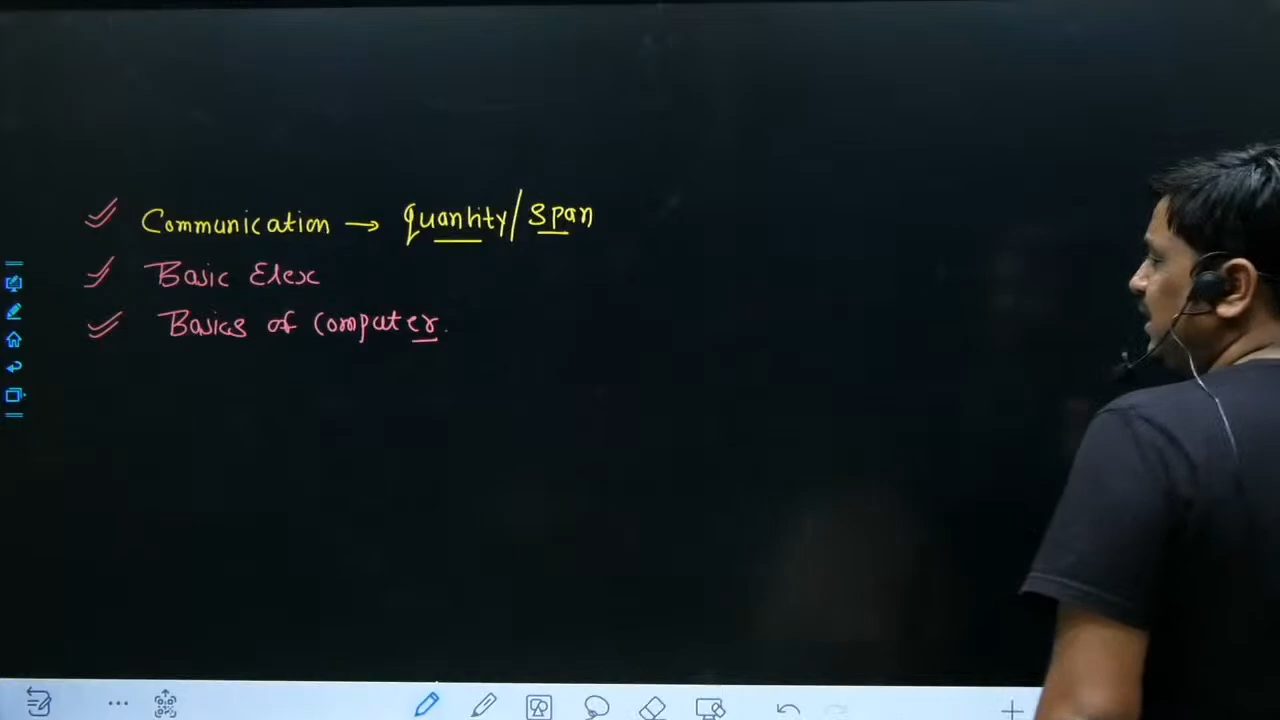 Communication → quantity/span
Basic Elex
Basics of Computer.